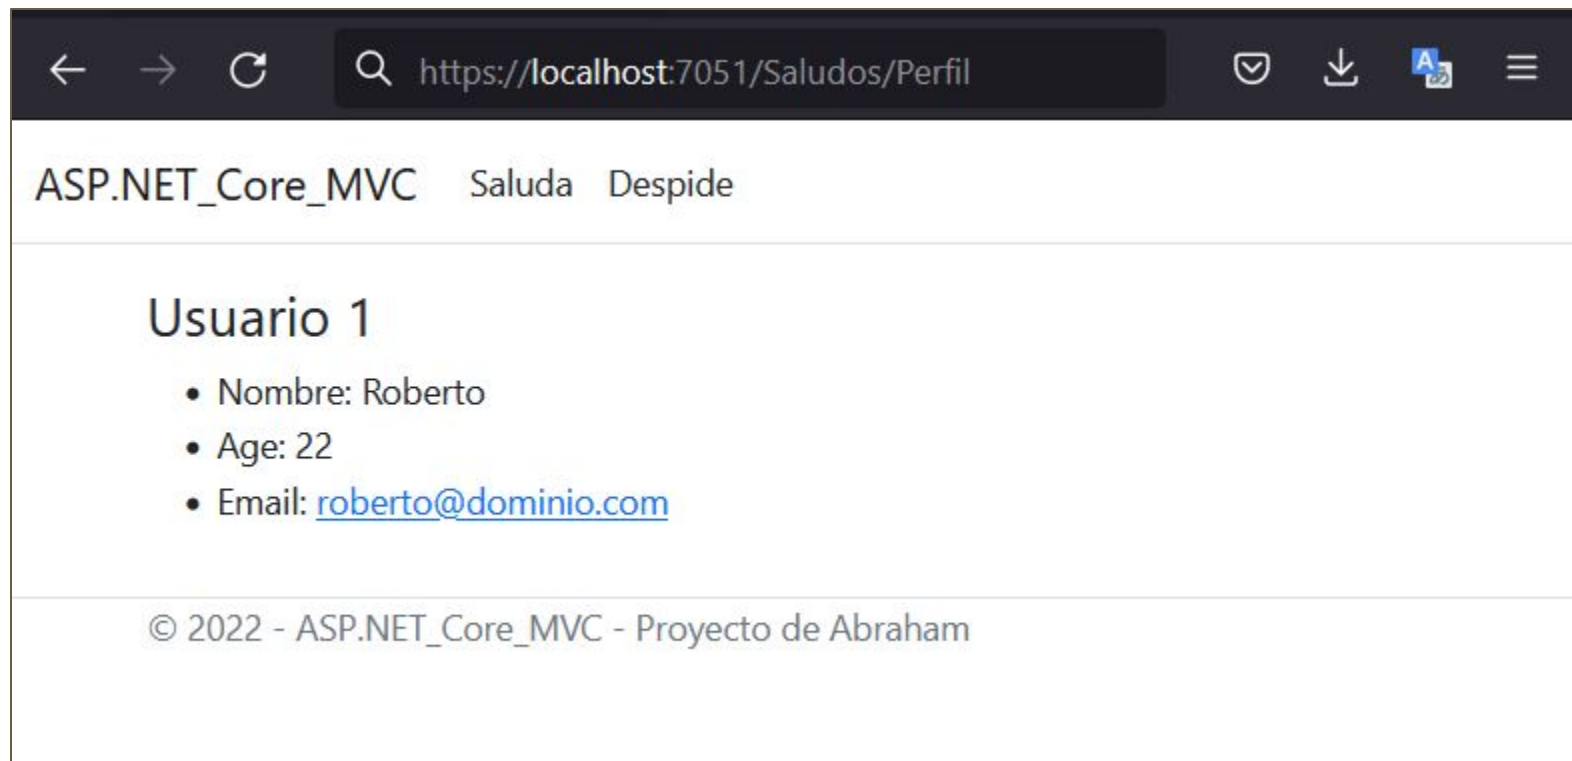 https://localhost:7051/Saludos/Perfil
ASP.NET_Core_MVC Saluda Despide
Usuario 1
• Nombre: Roberto
• Age: 22
• Email: roberto@dominio.com
© 2022 - ASP.NET_Core_MVC - Proyecto de Abraham